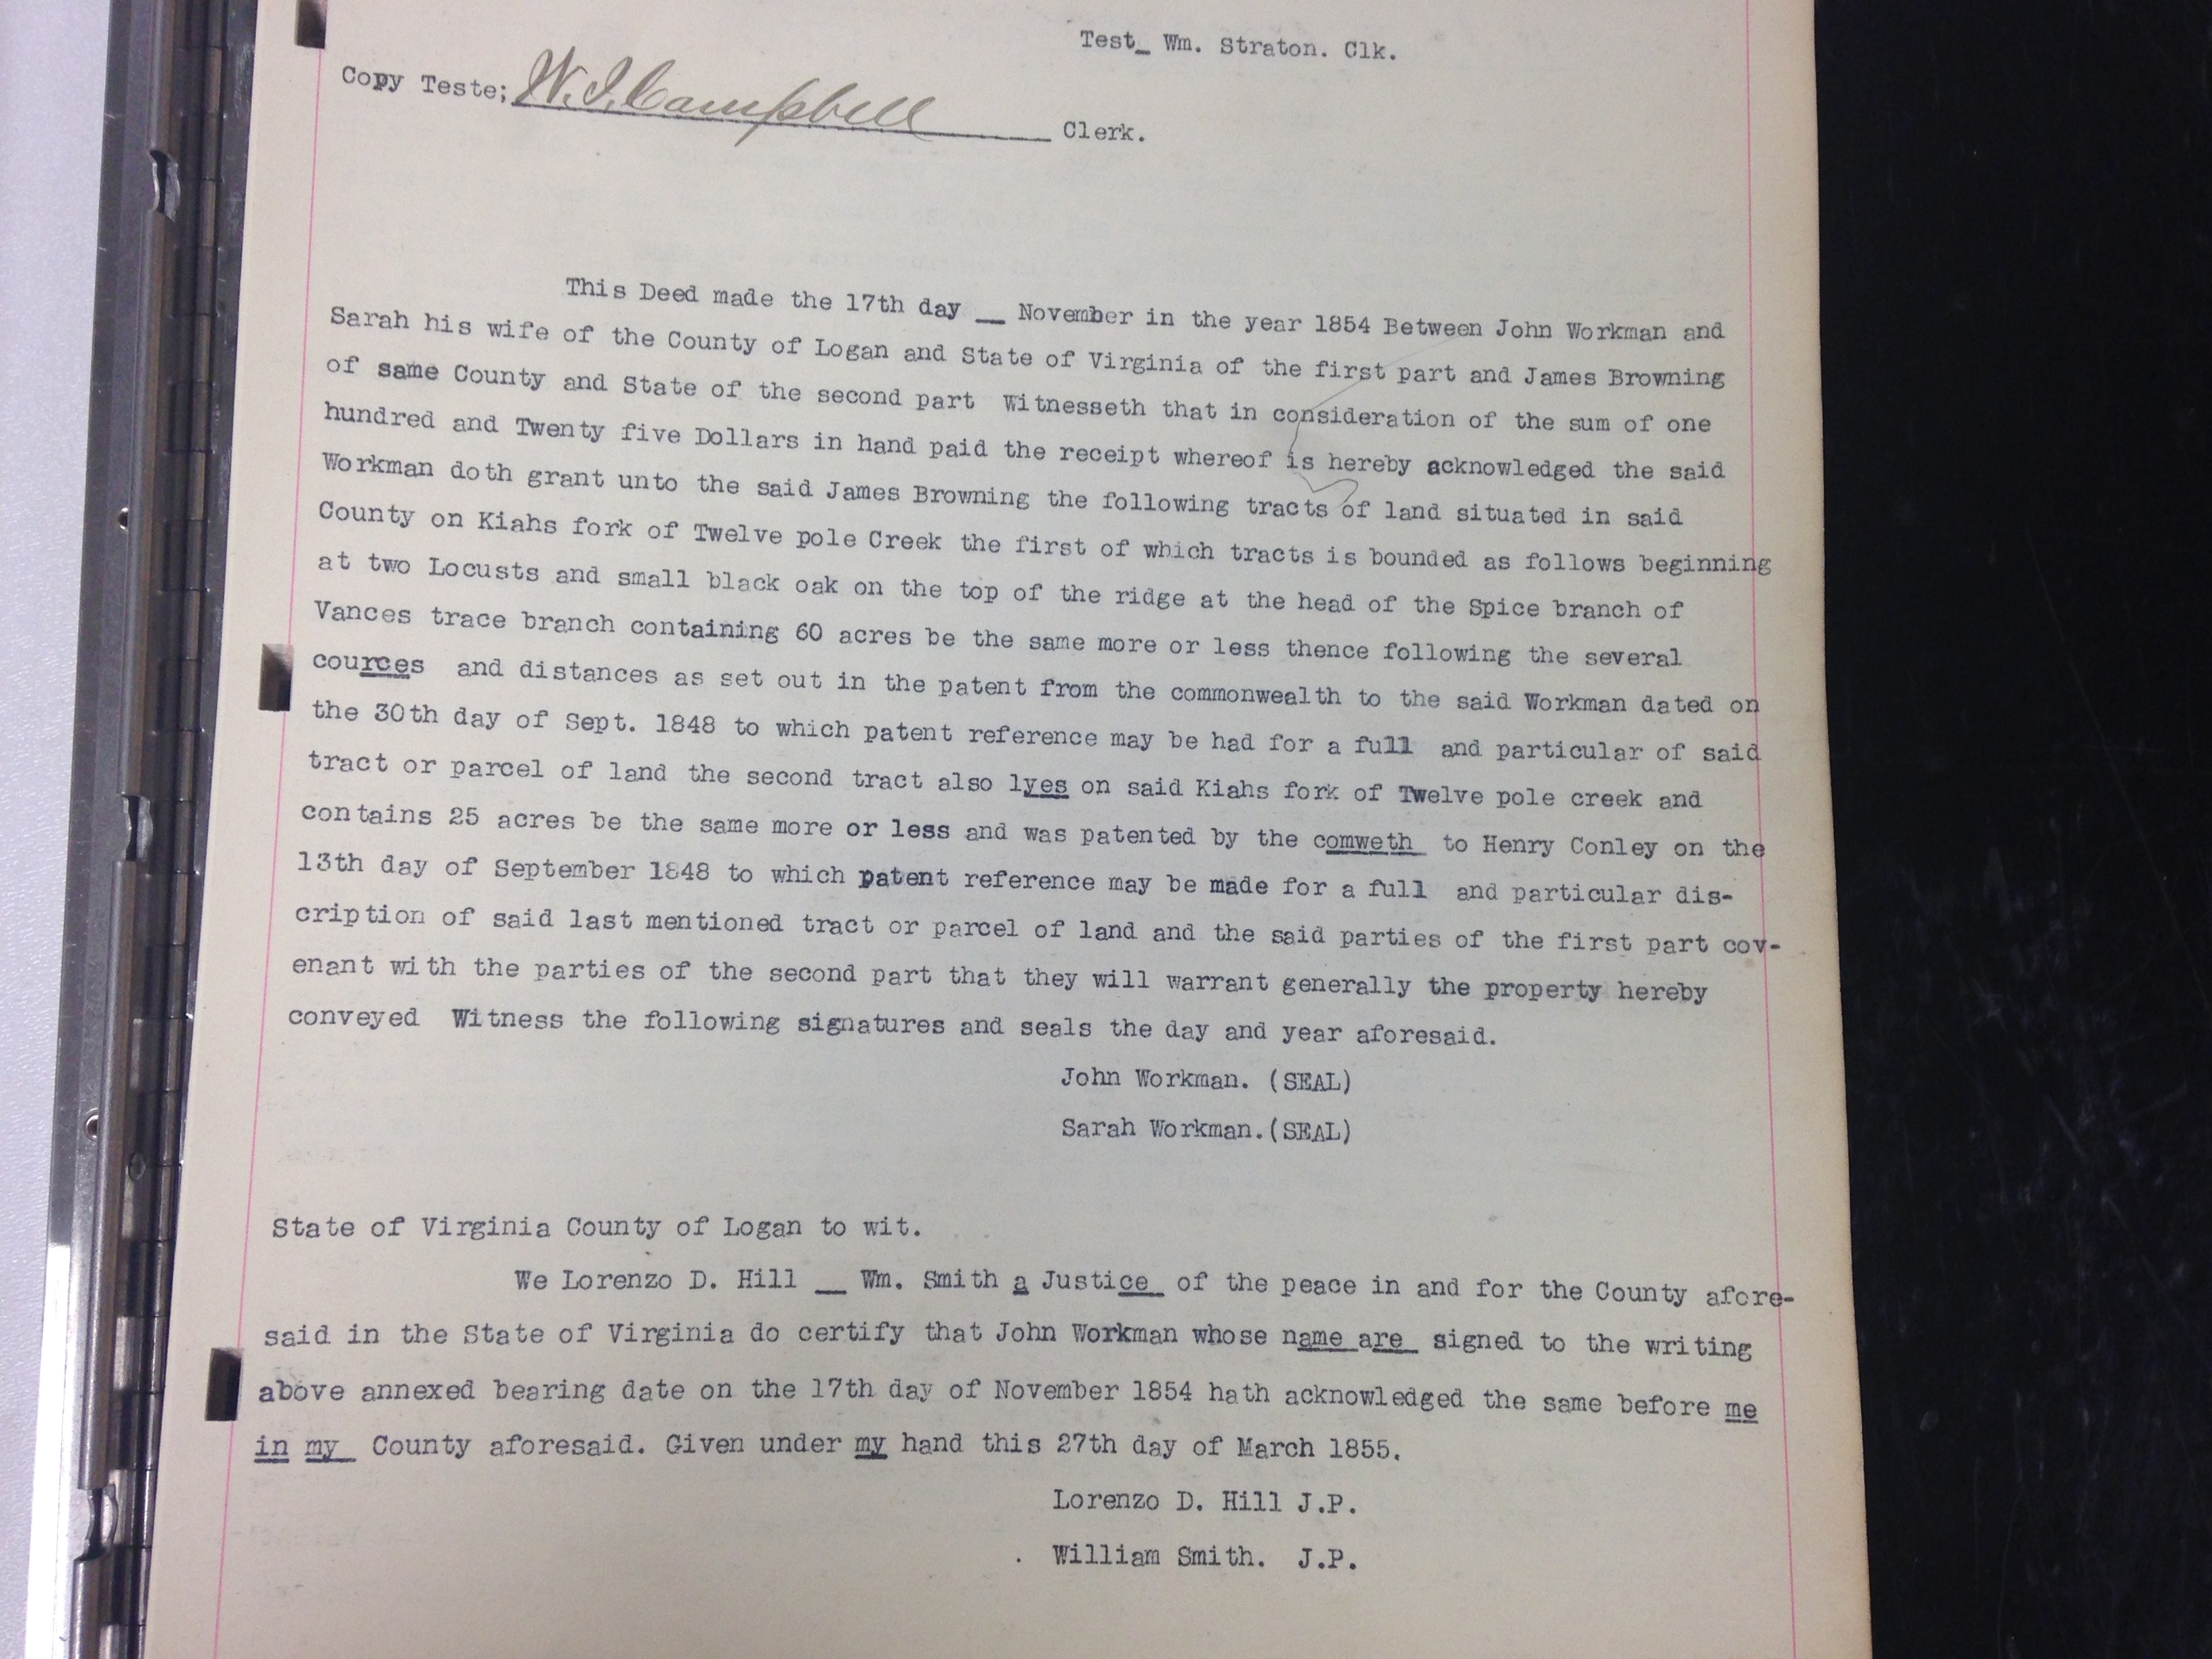 Test_ Wm. Straton. Clk.
Copy Teste; W.I.Campbell Clerk.
This Deed made the 17th day __ November in the year 1854 Between John Workman and
Sarah his wife of the County of Logan and State of Virginia of the first part and James Browning
of same County and State of the second part Witnesseth that in consideration of the sum of one
hundred and Twenty five Dollars in hand paid the receipt whereof is hereby acknowledged the said
Workman doth grant unto the said James Browning the following tracts of land situated in said
County on Kiahs fork of Twelve pole Creek the first of which tracts is bounded as follows beginning
at two Locusts and small black oak on the top of the ridge at the head of the Spice branch of
Vances trace branch containing 60 acres be the same more or less thence following the several
cources and distances as set out in the patent from the commonwealth to the said Workman dated on
the 30th day of Sept. 1848 to which patent reference may be had for a full and particular of said
tract or parcel of land the second tract also lyes on said Kiahs fork of Twelve pole creek and
contains 25 acres be the same more or less and was patented by the comweth to Henry Conley on the
13th day of September 1848 to which patent reference may be made for a full and particular dis-
cription of said last mentioned tract or parcel of land and the said parties of the first part cov-
enant with the parties of the second part that they will warrant generally the property hereby
conveyed Witness the following signatures and seals the day and year aforesaid.
John Workman. (SEAL)
Sarah Workman.(SEAL)
State of Virginia County of Logan to wit.
We Lorenzo D. Hill __ Wm. Smith a Justice of the peace in and for the County afore-
said in the State of Virginia do certify that John Workman whose name are signed to the writing
above annexed bearing date on the 17th day of November 1854 hath acknowledged the same before me
in my County aforesaid. Given under my hand this 27th day of March 1855.
Lorenzo D. Hill J.P.
William Smith. J.P.